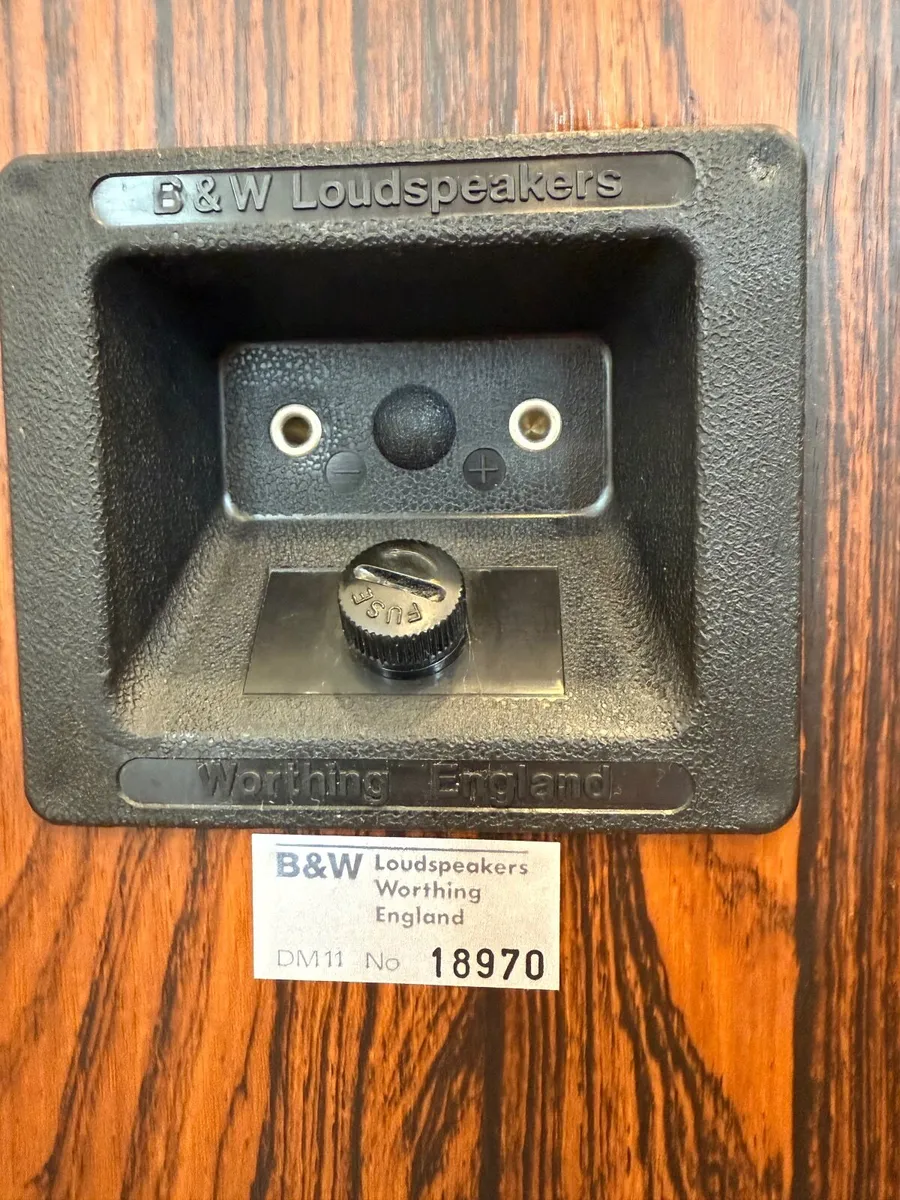 B & W Loudspeakers
− +
FUSE
Worthing England
B&W Loudspeakers
Worthing
England
DM11 No 18970